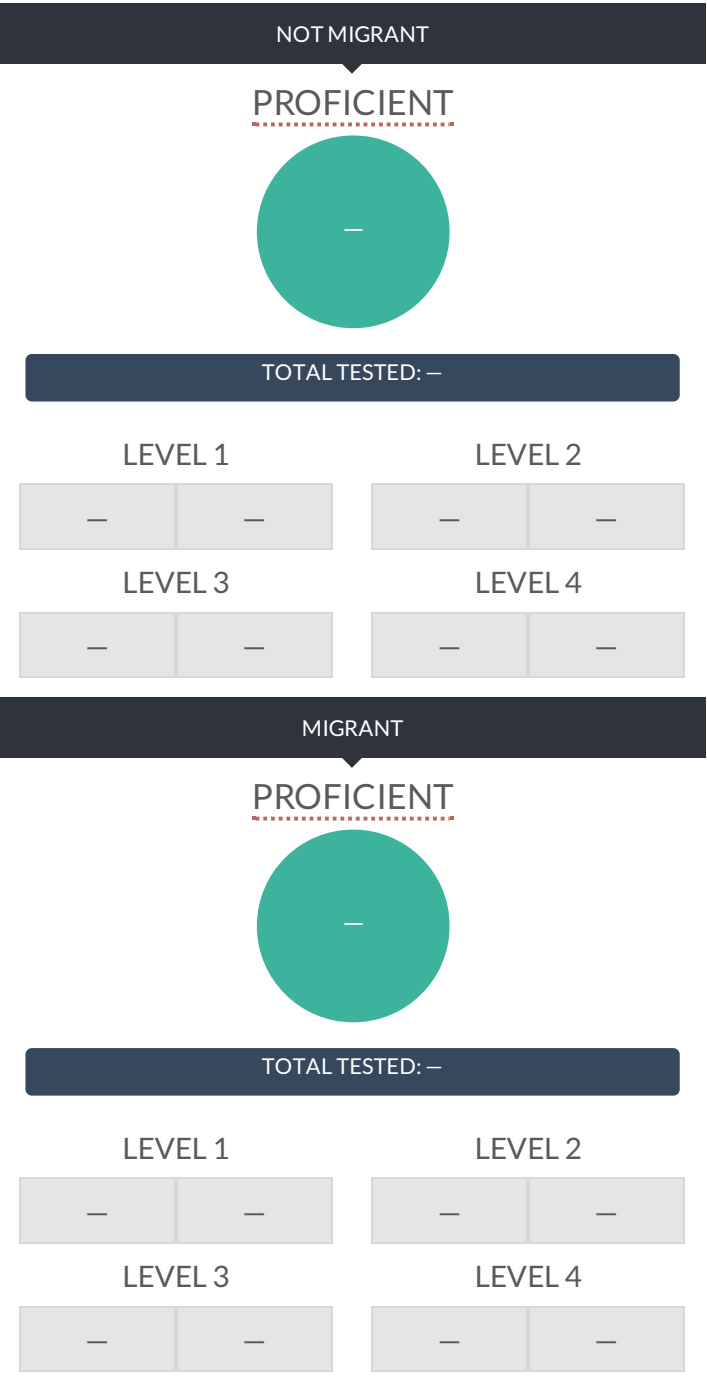 NOT MIGRANT
PROFICIENT
—
TOTAL TESTED: —
LEVEL 1 LEVEL 2
— — — —
LEVEL 3 LEVEL 4
— — — —
MIGRANT
PROFICIENT
—
TOTAL TESTED: —
LEVEL 1 LEVEL 2
— — — —
LEVEL 3 LEVEL 4
— — — —